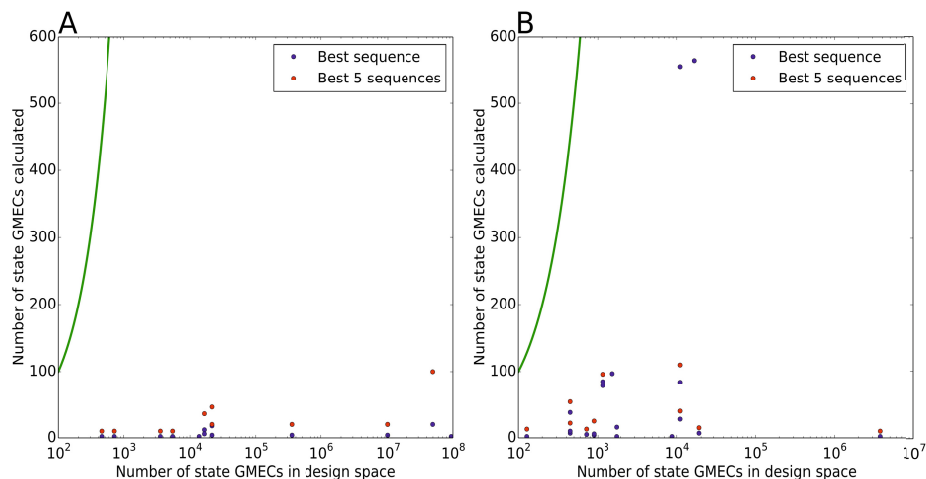 A
B
600
500
400
300
200
100
0
Number of state GMECs calculated
Best sequence
Best 5 sequences
10^2
10^3
10^4
10^5
10^6
10^7
10^8
Number of state GMECs in design space
600
500
400
300
200
100
0
Number of state GMECs calculated
Best sequence
Best 5 sequences
10^2
10^3
10^4
10^5
10^6
10^7
Number of state GMECs in design space